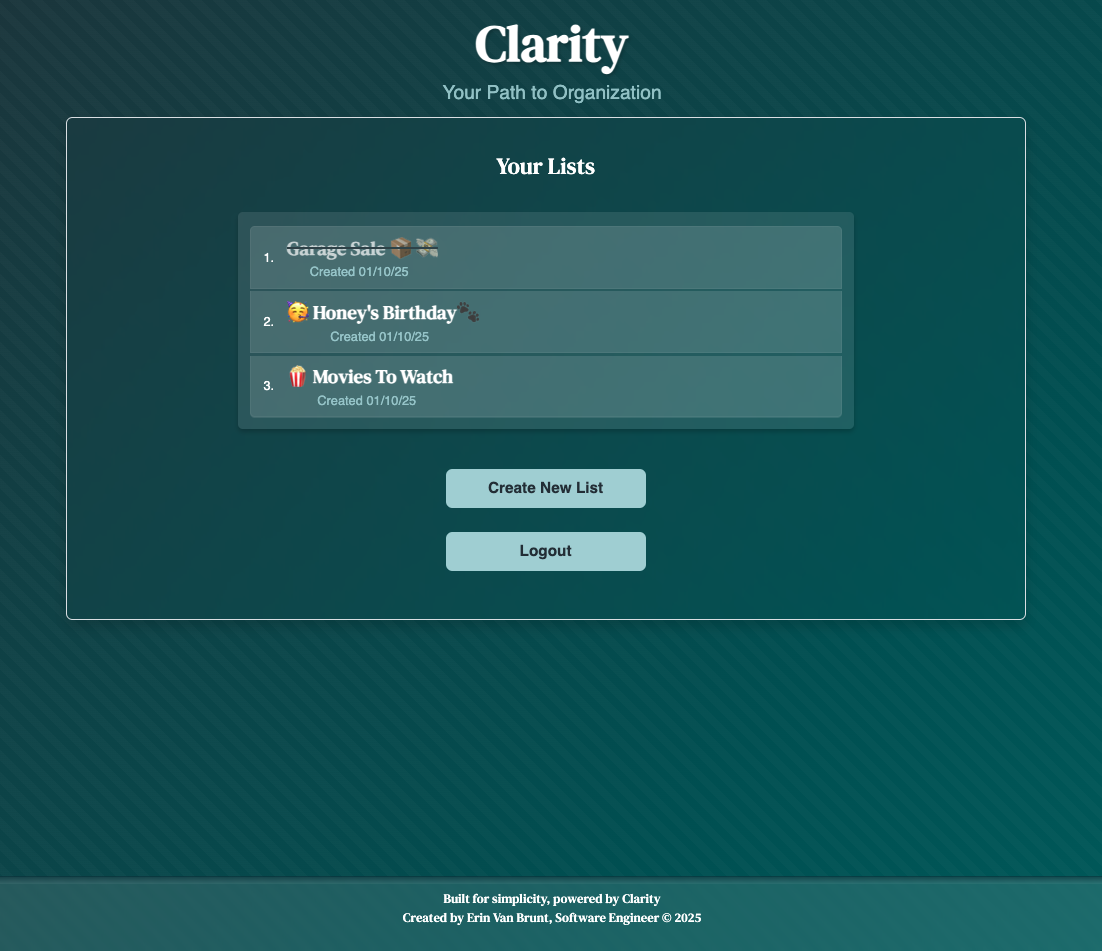 Clarity
Your Path to Organization
Your Lists
1. Garage Sale 📦 💸
Created 01/10/25
2. 🥳 Honey's Birthday🐾
Created 01/10/25
3. 🍿 Movies To Watch
Created 01/10/25
Create New List
Logout
Built for simplicity, powered by Clarity
Created by Erin Van Brunt, Software Engineer © 2025